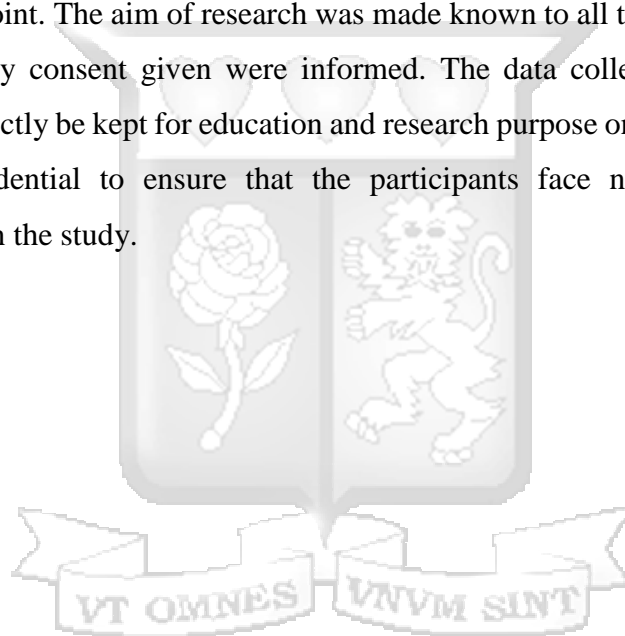 oint. The aim of research was made known to all t
y consent given were informed. The data colle
ctly be kept for education and research purpose or
dential to ensure that the participants face n
n the study.
VT OMNES VNVM SINT